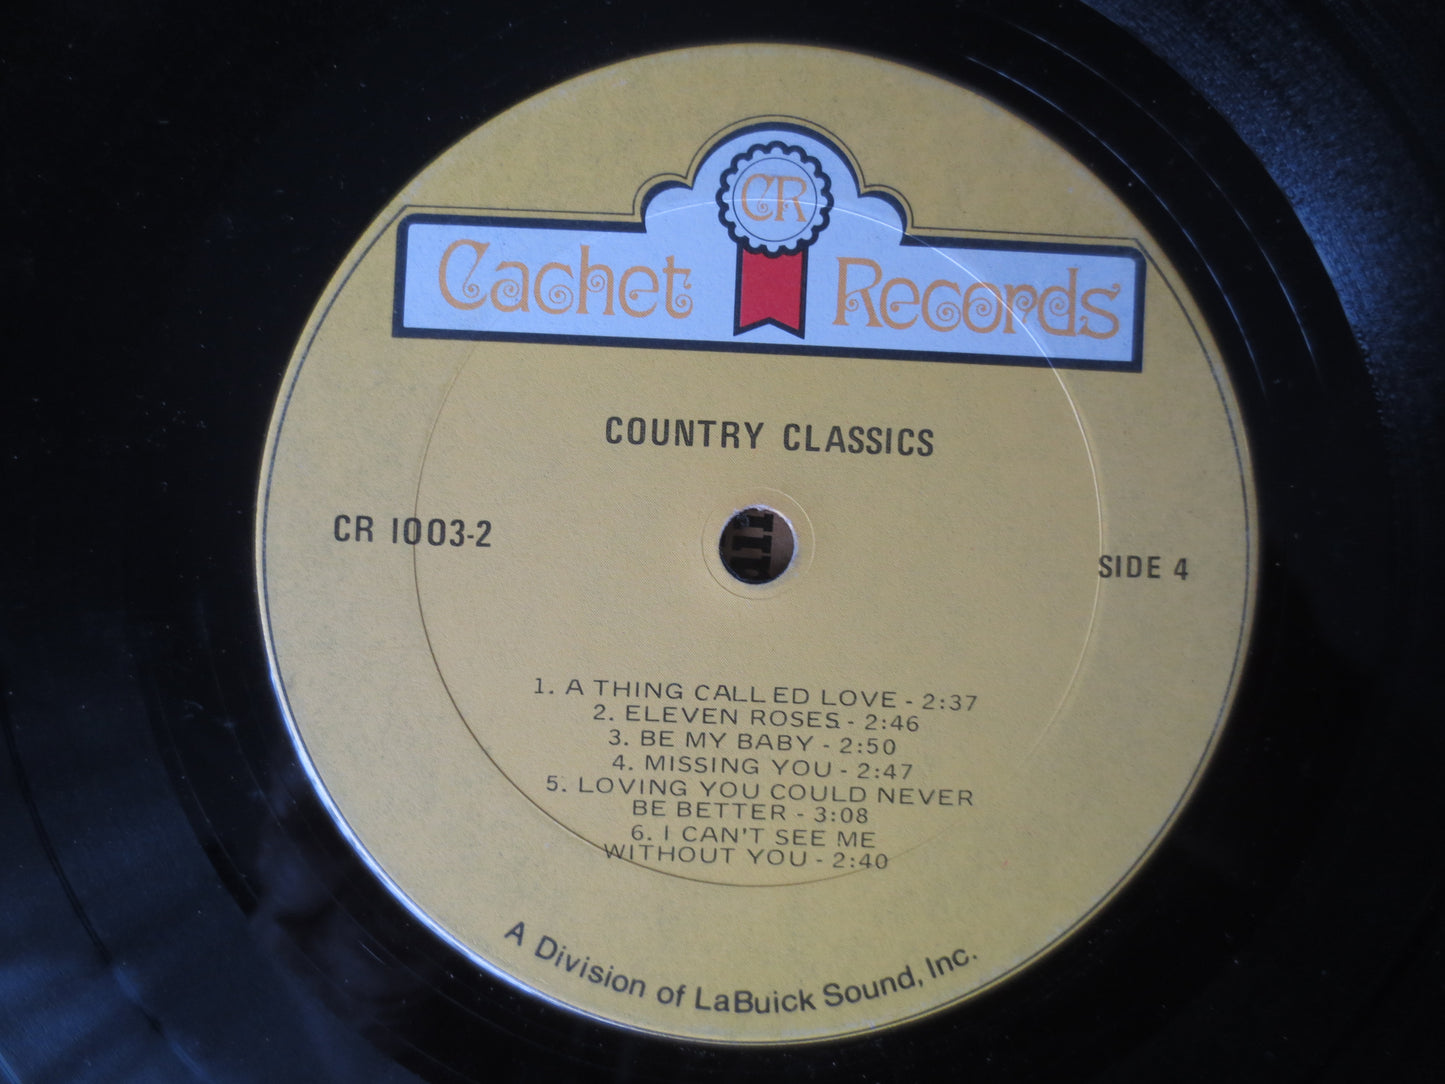 CR
Cachet Records
COUNTRY CLASSICS
CR 1003-2
SIDE 4
1. A THING CALLED LOVE - 2:37
2. ELEVEN ROSES - 2:46
3. BE MY BABY - 2:50
4. MISSING YOU - 2:47
5. LOVING YOU COULD NEVER
BE BETTER - 3:08
6. I CAN'T SEE ME
WITHOUT YOU - 2:40
A Division of LaBuick Sound, Inc.